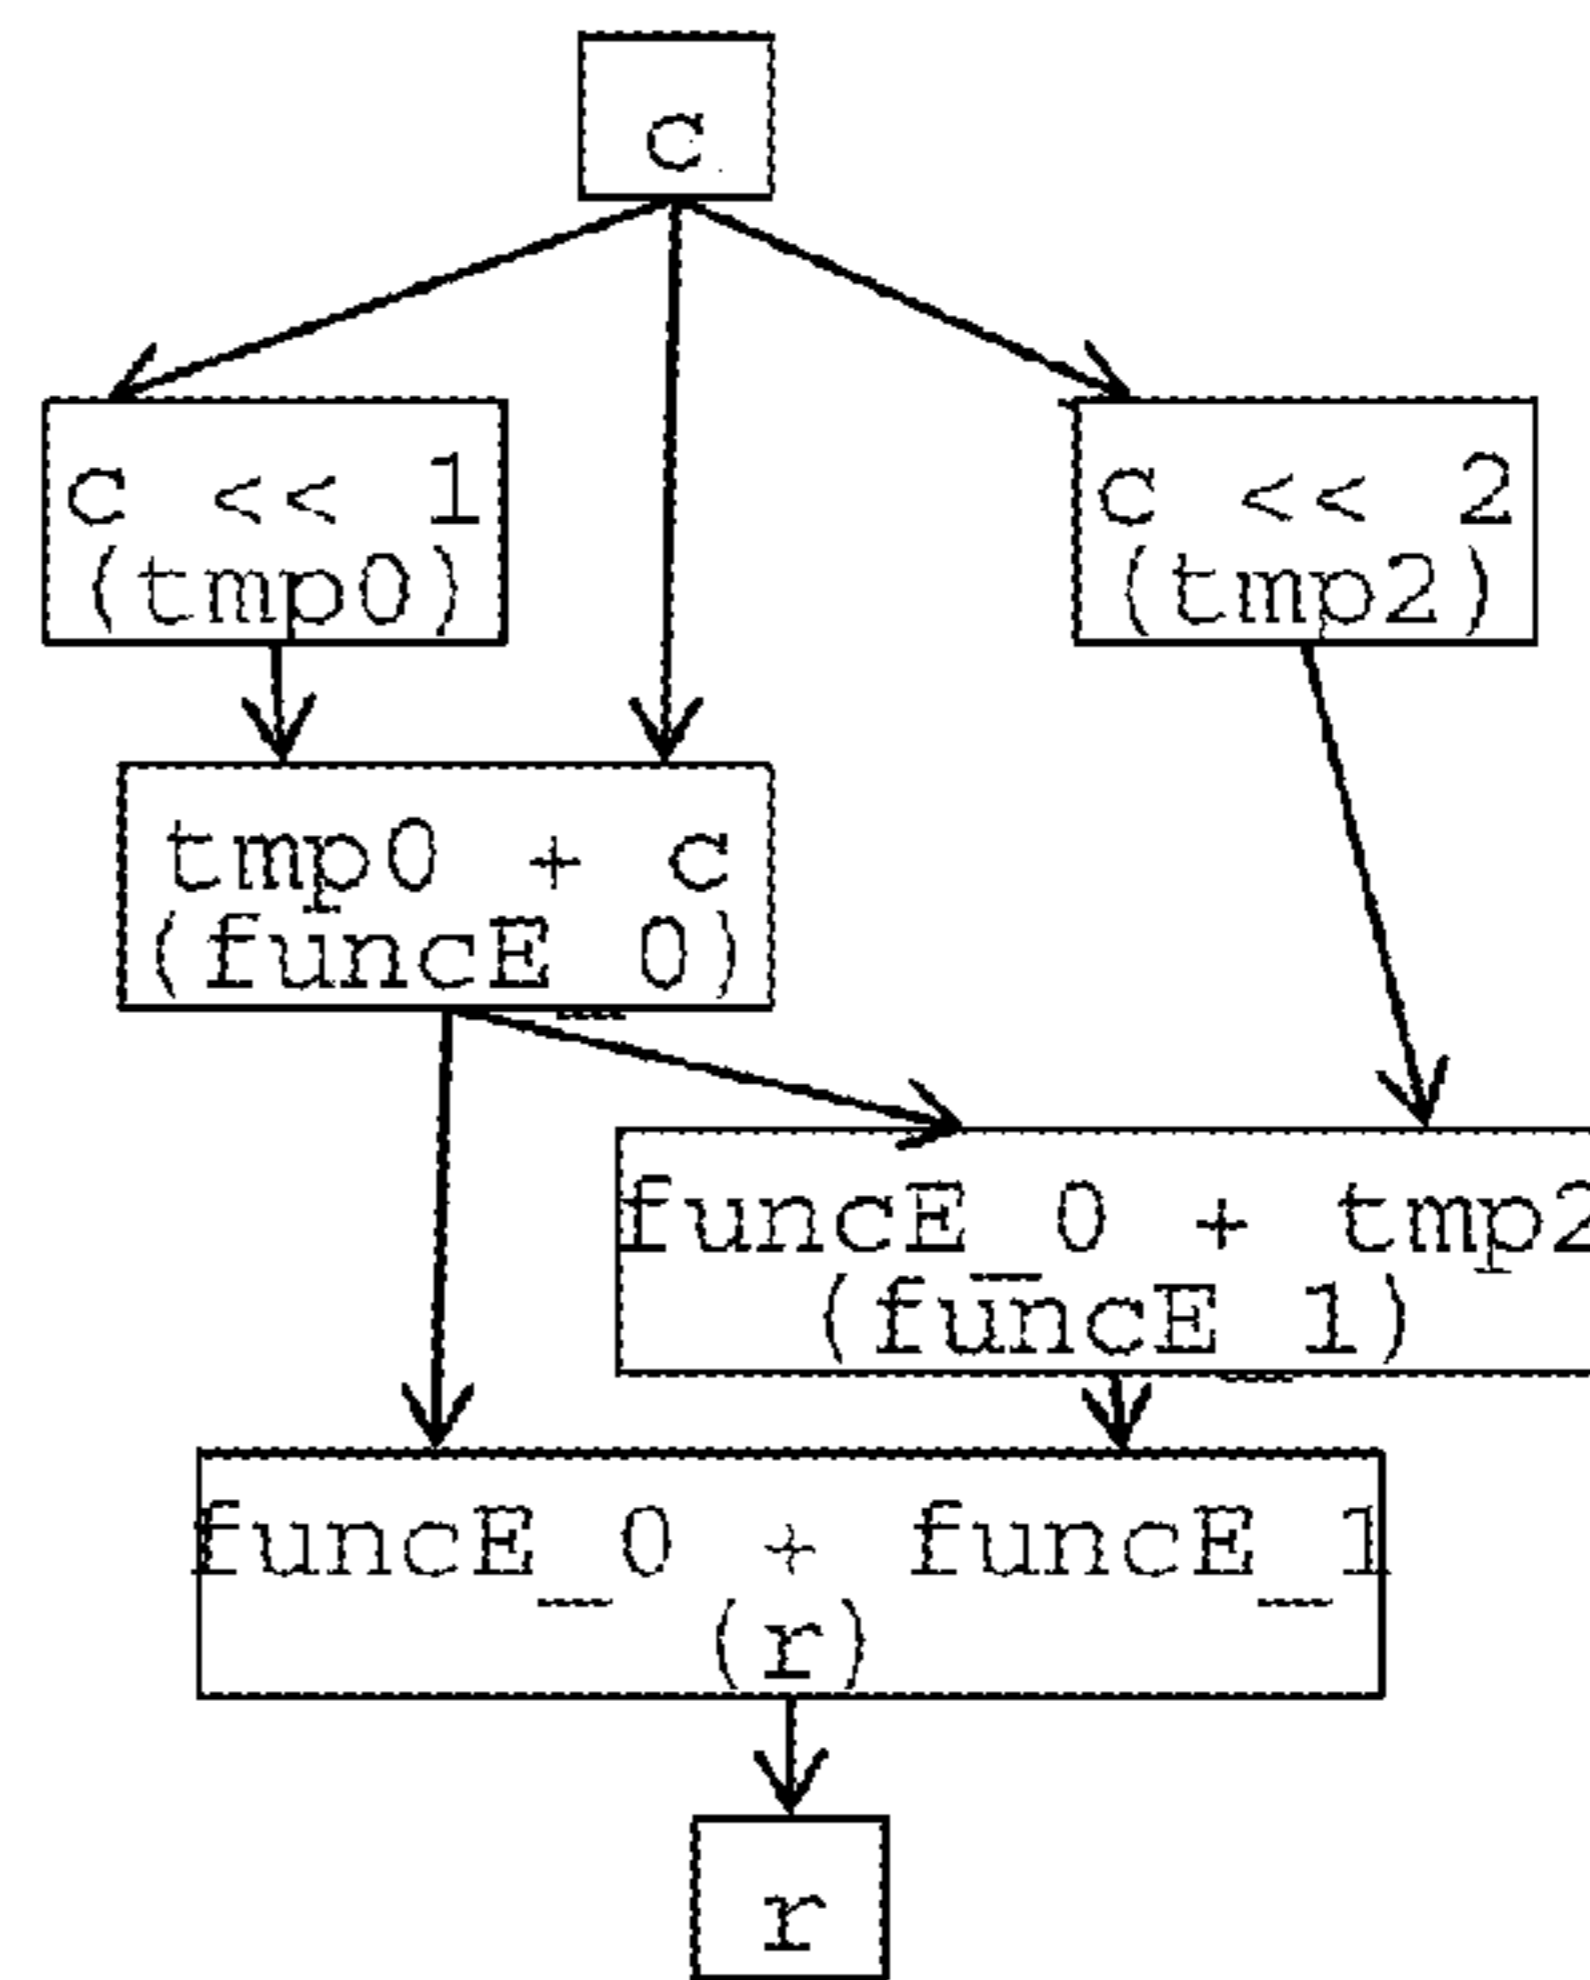 c
c << 1
(tmp0)
c << 2
(tmp2)
tmp0 + c
(funcE_0)
funcE_0 + tmp2
(funcE_1)
funcE_0 + funcE_1
(r)
r